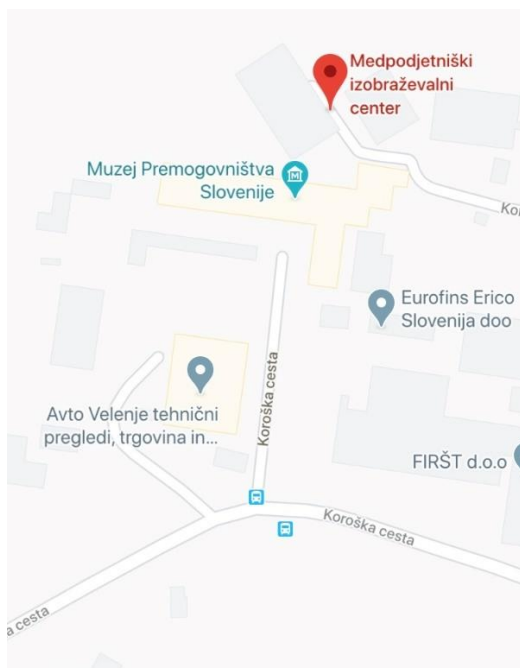 Medpodjetniški
izobraževalni
center
Muzej Premogovništva
Slovenije
Ko
Eurofins Erico
Slovenija doo
Koroška cesta
Avto Velenje tehnični
pregledi, trgovina in...
FIRŠT d.o.o
Koroška cesta
a cesta